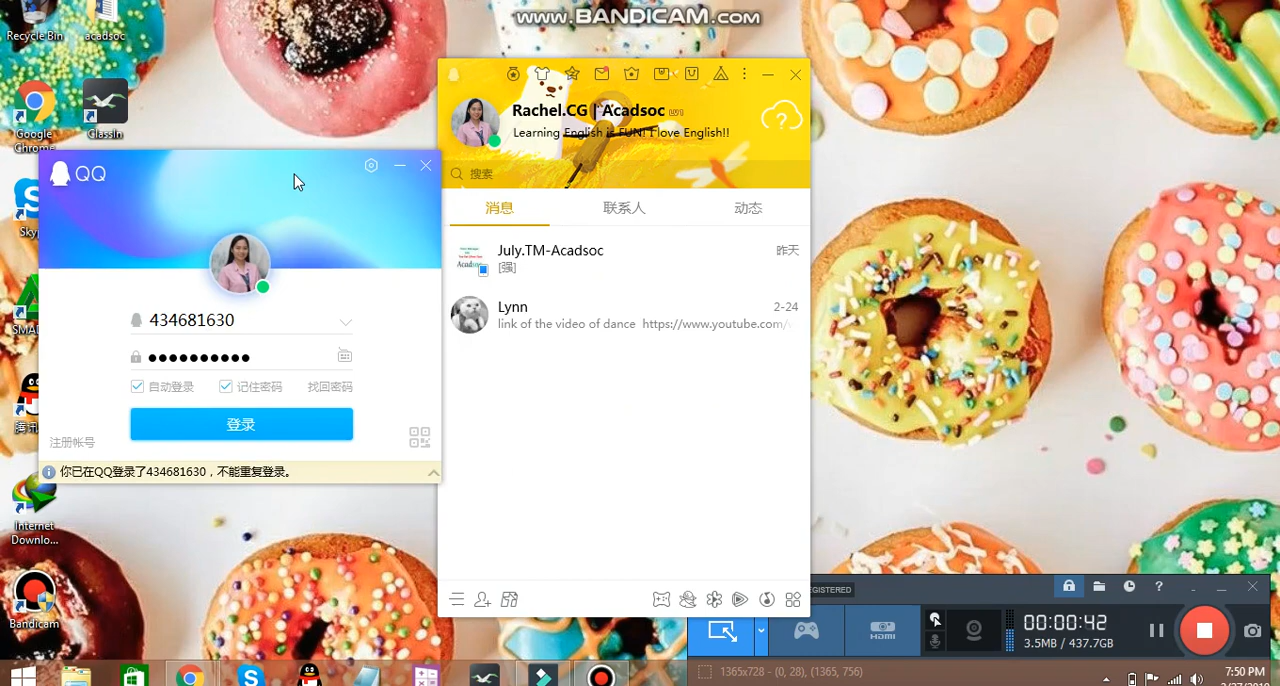 www.BANDICAM.com
Recycle Bin
acadsoc
Google
Chrome
ClassIn
Rachel.CG | Acadsoc
Learning English is FUN! I love English!!
搜索
QQ
消息 联系人 动态
July.TM-Acadsoc 昨天
[强]
Lynn 2-24
link of the video of dance https://www.youtube.com/
434681630
自动登录 记住密码 找回密码
登录
注册帐号
你已在QQ登录了434681630，不能重复登录。
Internet
Downlo...
Bandicam
00:00:42
3.5MB / 437.7GB
HDMI
1365x728 - (0, 28), (1365, 756)
7:50 PM